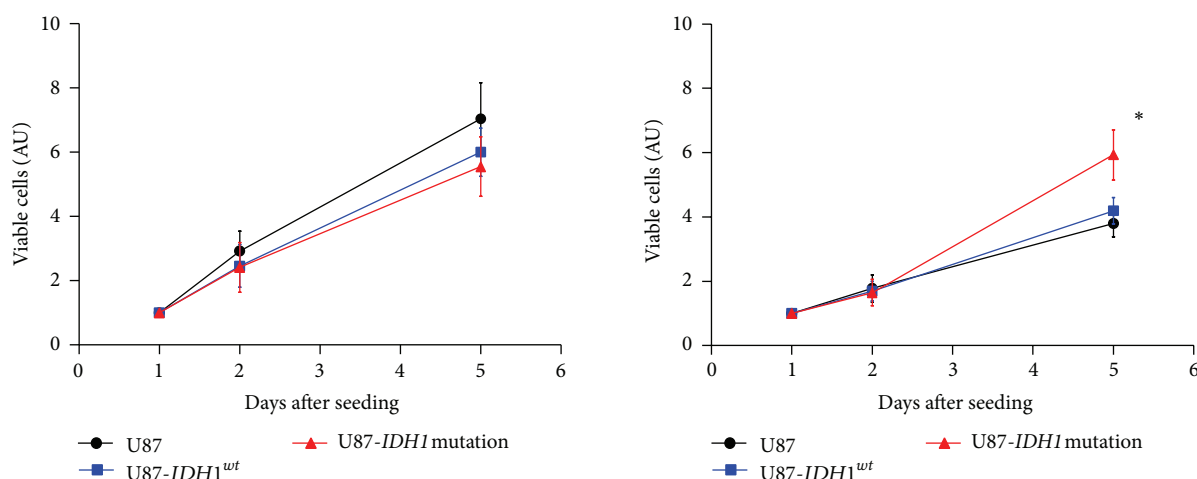 10
8
6
4
2
0
Viable cells (AU)
0 1 2 3 4 5 6
Days after seeding
U87 U87-IDH1 mutation
U87-IDH1wt
10
8
6
4
2
0
Viable cells (AU)
*
0 1 2 3 4 5 6
Days after seeding
U87 U87-IDH1 mutation
U87-IDH1wt